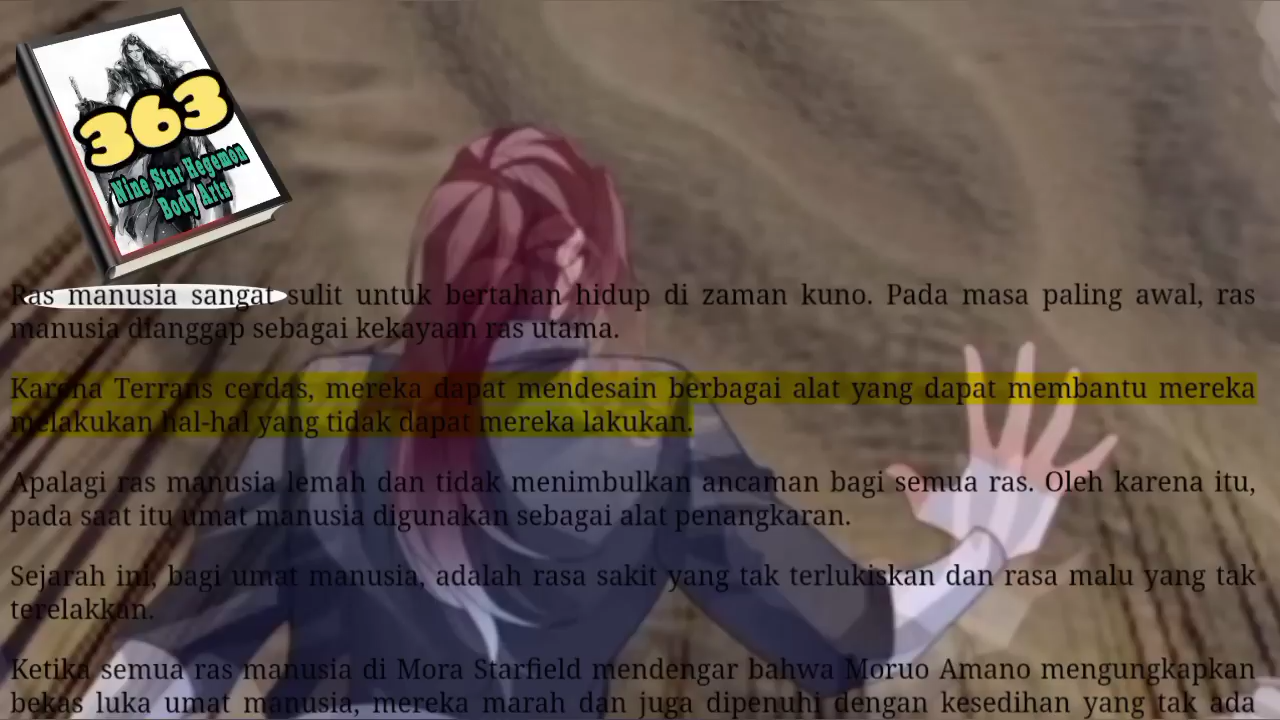 363
Nine Star Hegemon
Body Arts
Ras manusia sangat sulit untuk bertahan hidup di zaman kuno. Pada masa paling awal, ras
manusia dianggap sebagai kekayaan ras utama.
Karena Terrans cerdas, mereka dapat mendesain berbagai alat yang dapat membantu mereka
melakukan hal-hal yang tidak dapat mereka lakukan.
Apalagi ras manusia lemah dan tidak menimbulkan ancaman bagi semua ras. Oleh karena itu,
pada saat itu umat manusia digunakan sebagai alat penangkaran.
Sejarah ini, bagi umat manusia, adalah rasa sakit yang tak terlukiskan dan rasa malu yang tak
terelakkan.
Ketika semua ras manusia di Mora Starfield mendengar bahwa Moruo Amano mengungkapkan
bekas luka umat manusia, mereka marah dan juga dipenuhi dengan kesedihan yang tak ada